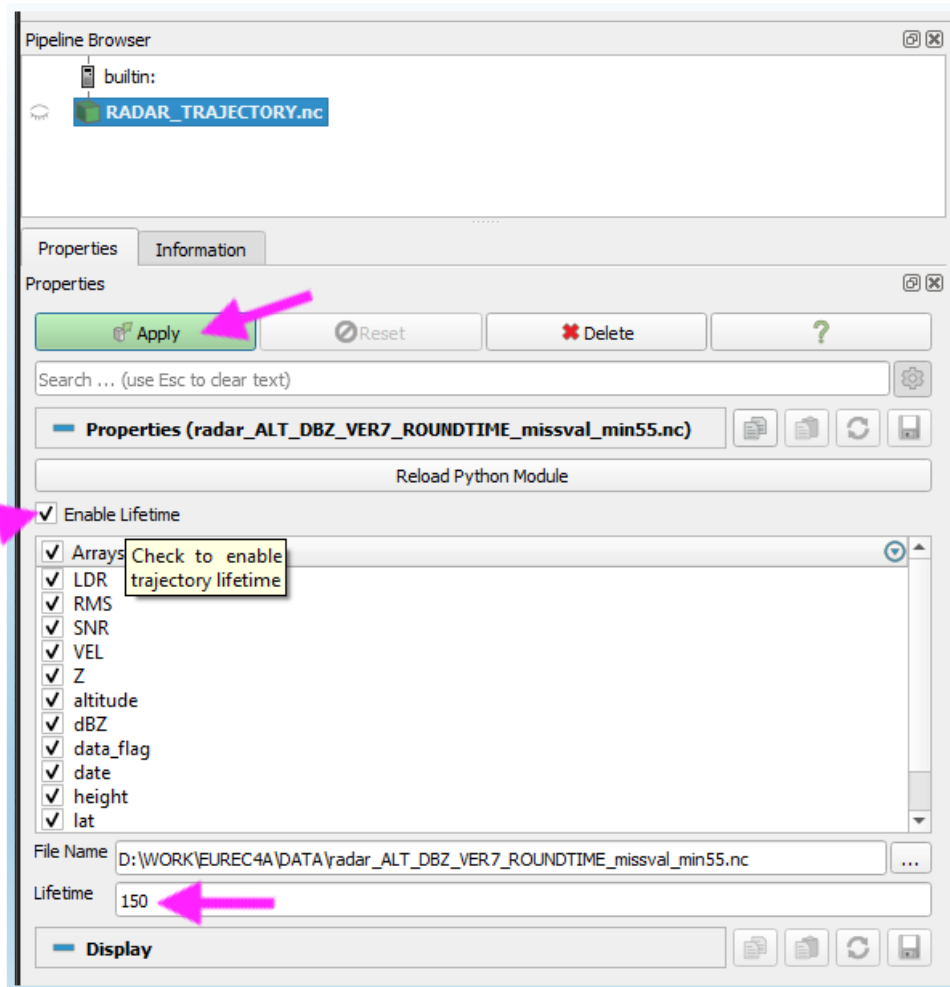 Pipeline Browser
builtin:
RADAR_TRAJECTORY.nc
Properties Information
Properties
Apply Reset Delete ?
Search ... (use Esc to clear text)
Properties (radar_ALT_DBZ_VER7_ROUNDTIME_missval_min55.nc)
Reload Python Module
Enable Lifetime
Arrays
Check to enable
trajectory lifetime
LDR
RMS
SNR
VEL
Z
altitude
dBZ
data_flag
date
height
lat
File Name D:\WORK\EUREC4A\DATA\radar_ALT_DBZ_VER7_ROUNDTIME_missval_min55.nc ...
Lifetime 150
Display